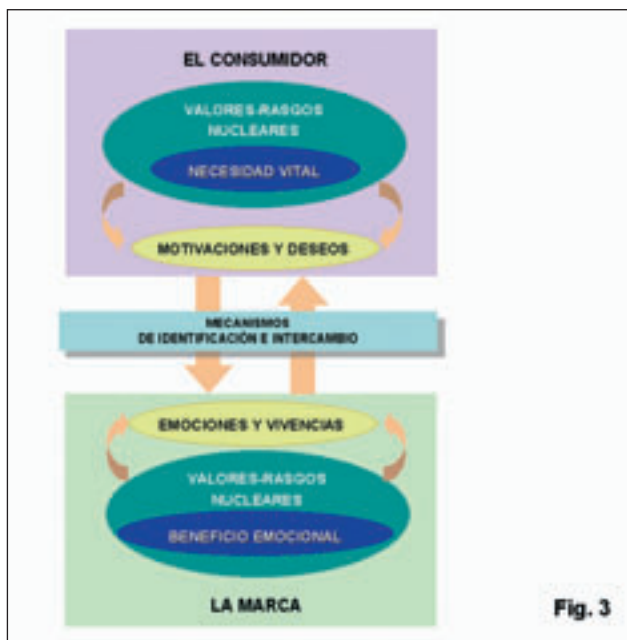 EL CONSUMIDOR
VALORES-RASGOS
NUCLEARES
NECESIDAD VITAL
MOTIVACIONES Y DESEOS
MECANISMOS
DE IDENTIFICACIÓN E INTERCAMBIO
EMOCIONES Y VIVENCIAS
VALORES-RASGOS
NUCLEARES
BENEFICIO EMOCIONAL
LA MARCA
Fig. 3